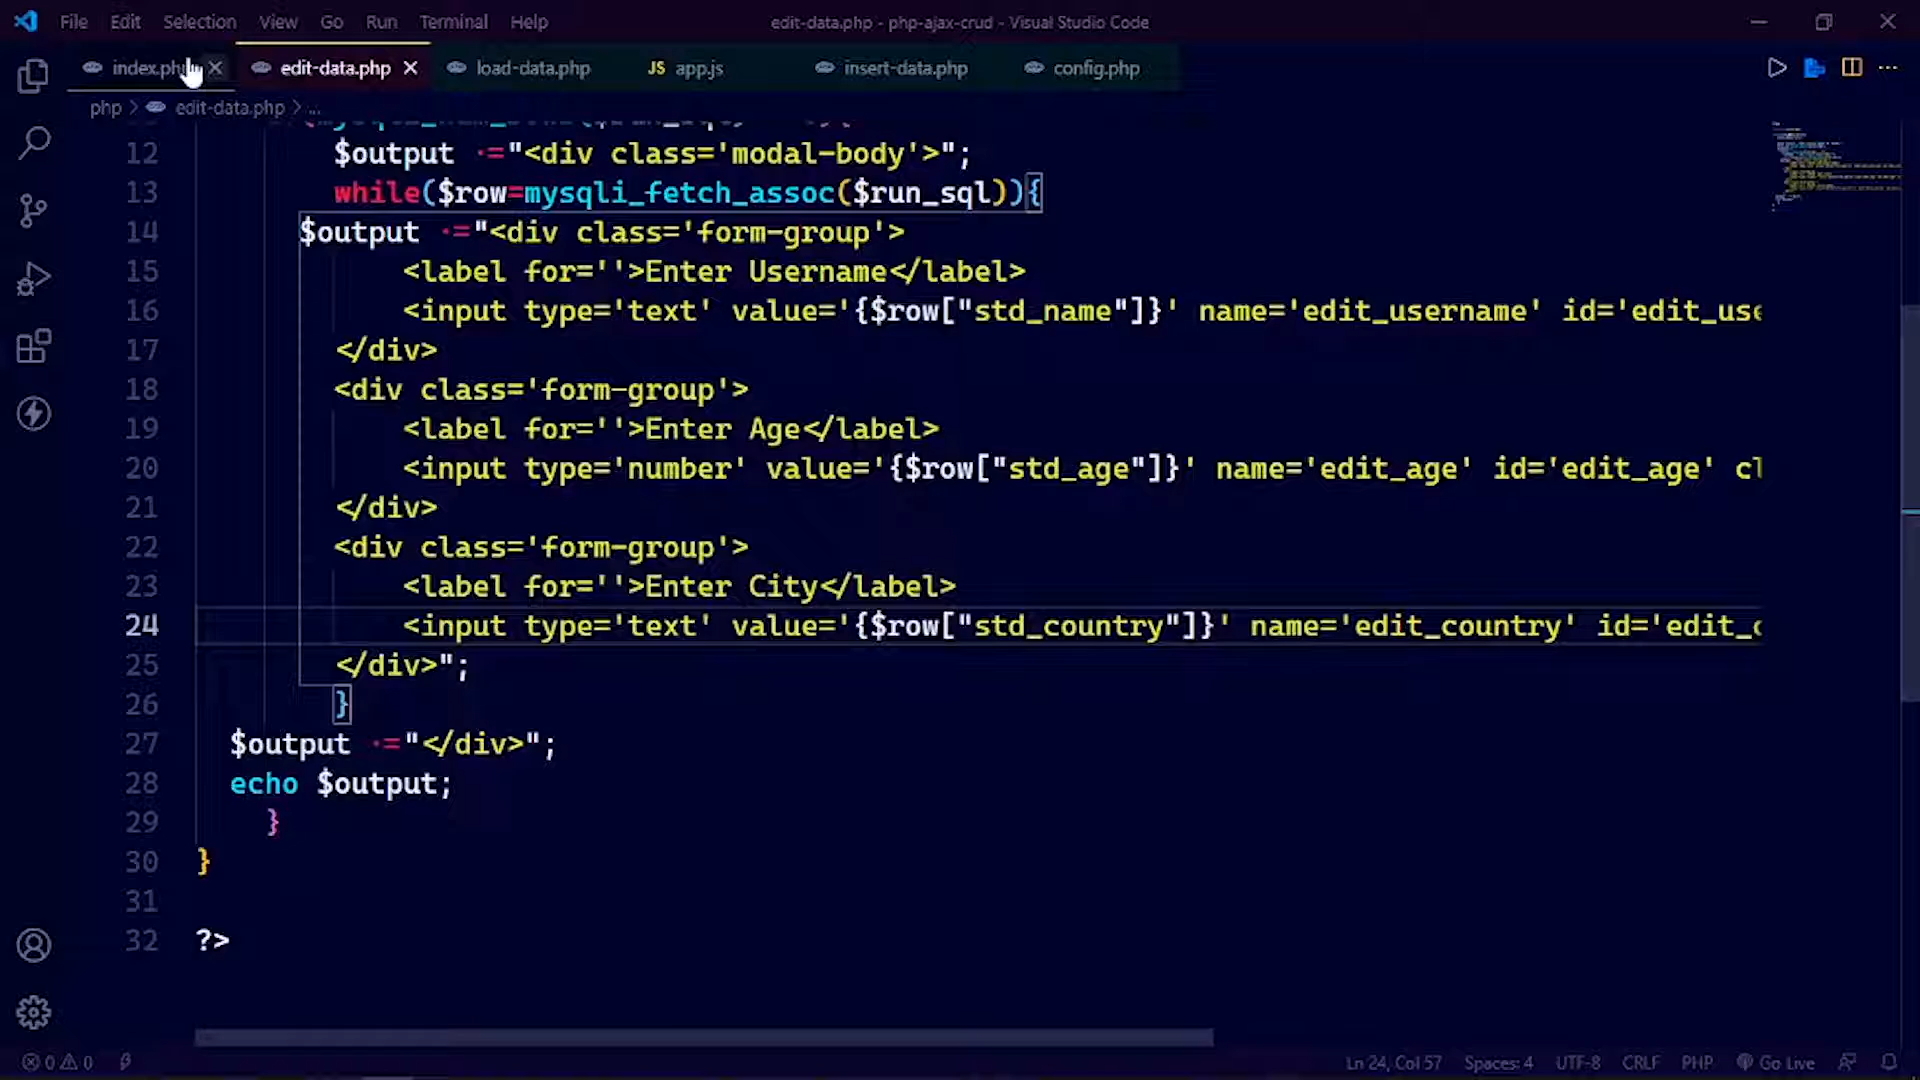 File Edit Selection View Go Run Terminal Help edit-data.php - php-ajax-crud - Visual Studio Code
index.php edit-data.php load-data.php JS app.js insert-data.php config.php
php > edit-data.php > ...
12 $output .="<div class='modal-body'>";
13 while($row=mysqli_fetch_assoc($run_sql)){
14 $output .="<div class='form-group'>
15 <label for=''>Enter Username</label>
16 <input type='text' value='{$row["std_name"]}' name='edit_username' id='edit_use
17 </div>
18 <div class='form-group'>
19 <label for=''>Enter Age</label>
20 <input type='number' value='{$row["std_age"]}' name='edit_age' id='edit_age' cl
21 </div>
22 <div class='form-group'>
23 <label for=''>Enter City</label>
24 <input type='text' value='{$row["std_country"]}' name='edit_country' id='edit_c
25 </div>";
26 }
27 $output .="</div>";
28 echo $output;
29 }
30 }
31
32 ?>
0 0 Ln 24, Col 57 Spaces: 4 UTF-8 CRLF PHP Go Live